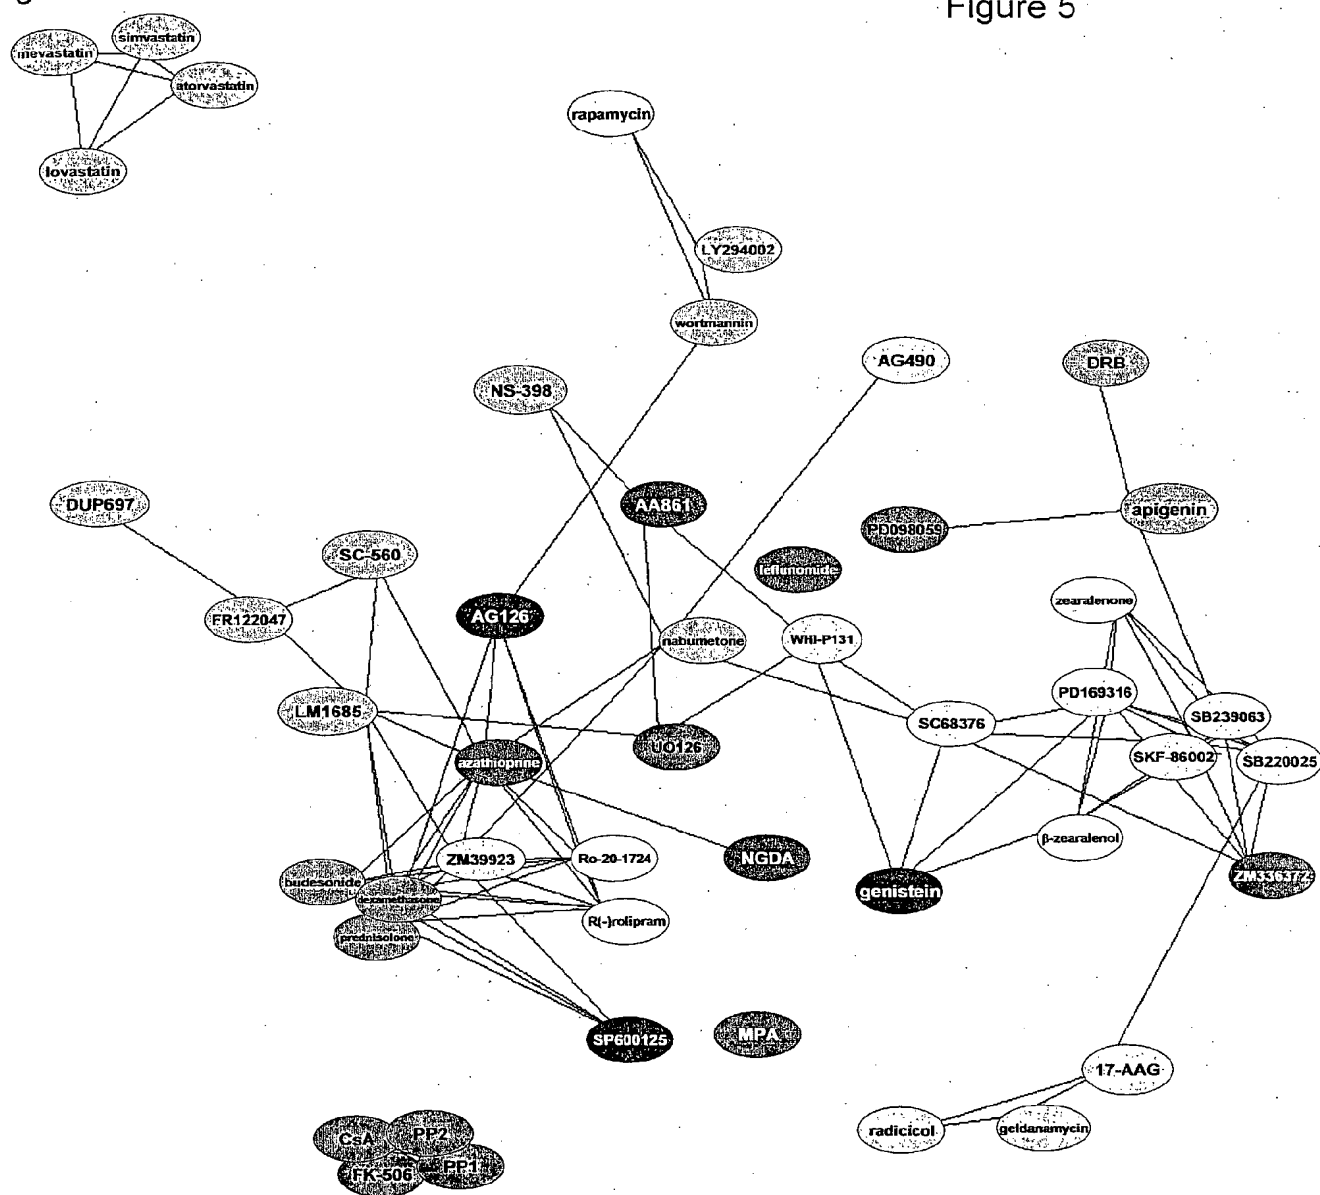 Figure 5
simvastatin
mevastatin
atorvastatin
lovastatin
rapamycin
LY294002
wortmannin
AG490
DRB
NS-398
DUP697
AA861
PD098059
apigenin
SC-560
leflunomide
FR122047
AG126
nabumetone
WHI-P131
zearalenone
LM1685
PD169316
SB239063
SC68376
UO126
SKF-86002
SB220025
azathioprine
β-zearalenol
ZM39923
Ro-20-1724
NGDA
genistein
ZM336372
budesonide
dexamethasone
R(-)rolipram
prednisolone
SP600125
MPA
17-AAG
radicicol
geldanamycin
CsA
PP2
FK-506
PP1